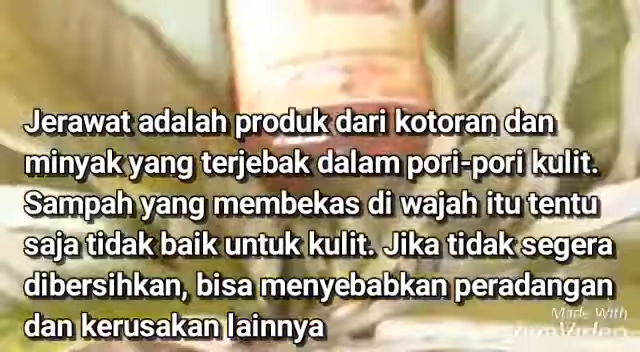 Jerawat adalah produk dari kotoran dan
minyak yang terjebak dalam pori-pori kulit.
Sampah yang membekas di wajah itu tentu
saja tidak baik untuk kulit. Jika tidak segera
dibersihkan, bisa menyebabkan peradangan
dan kerusakan lainnya
Made With
VivaVideo